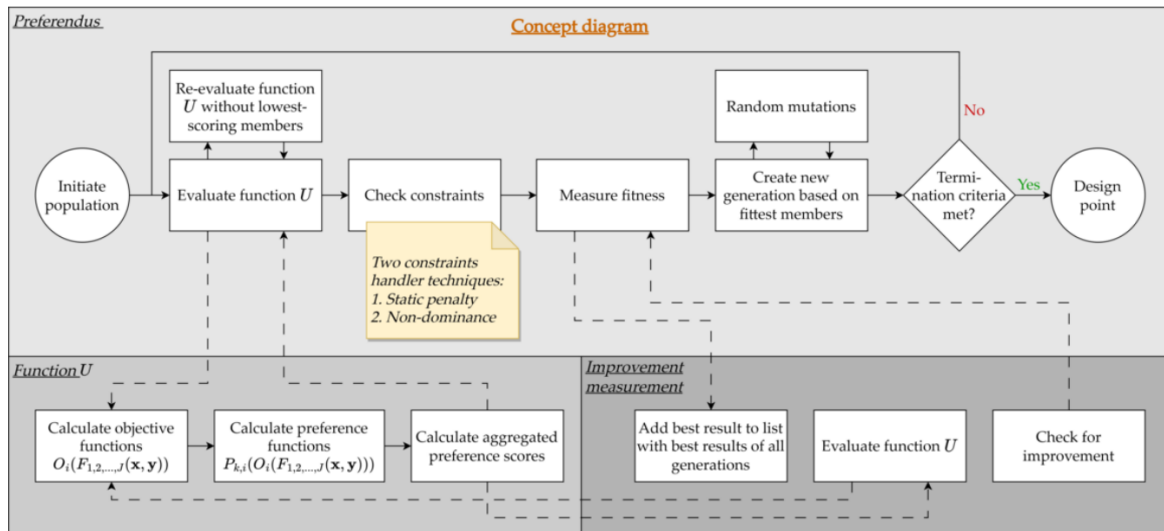 Preferendus
Concept diagram
Re-evaluate function
U without lowest-
scoring members
Random mutations
No
Initiate
population
Evaluate function U
Check constraints
Measure fitness
Create new
generation based on
fittest members
Termi-
nation criteria
met?
Yes
Design
point
Two constraints
handler techniques:
1. Static penalty
2. Non-dominance
Function U
Calculate objective
functions
O_i(F_{1,2,...,J}(x, y))
Calculate preference
functions
P_{k,i}(O_i(F_{1,2,...,J}(x, y)))
Calculate aggregated
preference scores
Improvement
measurement
Add best result to list
with best results of all
generations
Evaluate function U
Check for
improvement